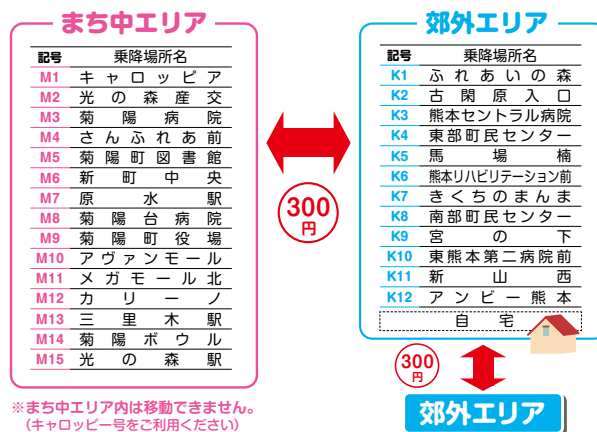 まち中エリア
記号 乗降場所名
M1 キャロッピア
M2 光の森産交
M3 菊陽病院
M4 さんふれあ前
M5 菊陽町図書館
M6 新町中央
M7 原水駅
M8 菊陽台病院
M9 菊陽町役場
M10 アヴァンモール
M11 メガモール北
M12 カリーノ
M13 三里木駅
M14 菊陽ボウル
M15 光の森駅
※まち中エリア内は移動できません。
(キャロッピー号をご利用ください)
300
円
郊外エリア
記号 乗降場所名
K1 ふれあいの森
K2 古閑原入口
K3 熊本セントラル病院
K4 東部町民センター
K5 馬場楠
K6 熊本リハビリテーション前
K7 きくちのまんま
K8 南部町民センター
K9 宮の下
K10 東熊本第二病院前
K11 新山西
K12 アンビー熊本
自宅
300
円
郊外エリア